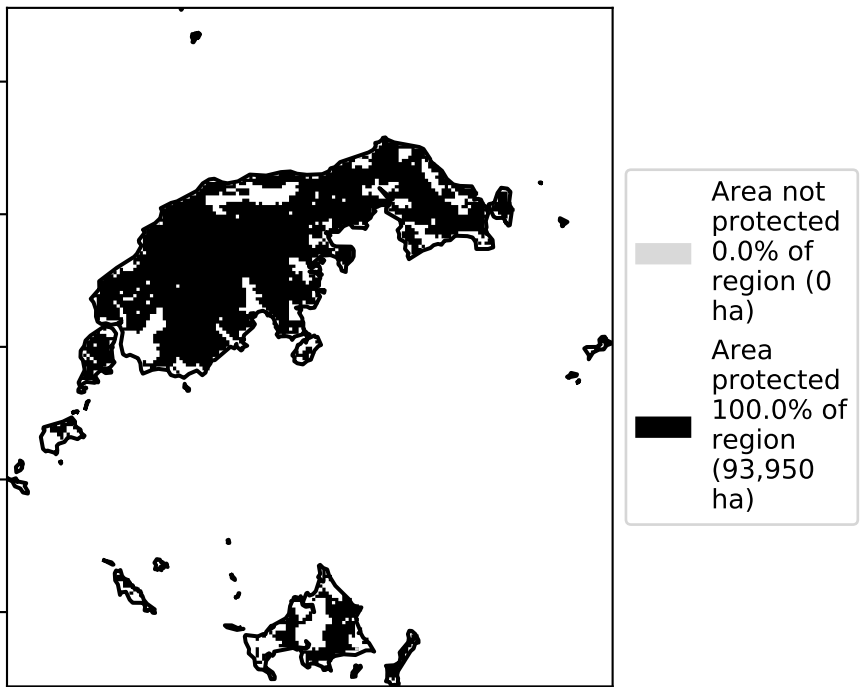 Area not
protected
0.0% of
region (0
ha)
Area
protected
100.0% of
region
(93,950
ha)